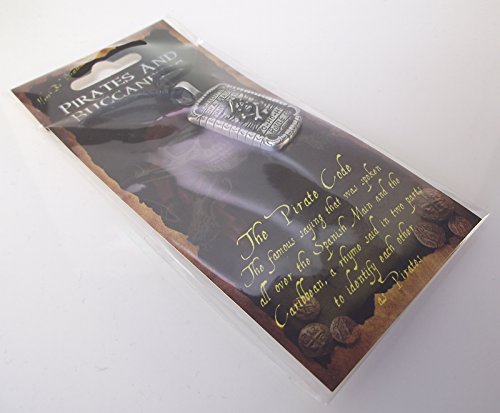 PIRATES AND
BUCCANEERS
The Pirate Code
The famous saying that was spoken
all over the Spanish Main and the
Caribbean, a rhyme said in two parts
to identify each other
as Pirates